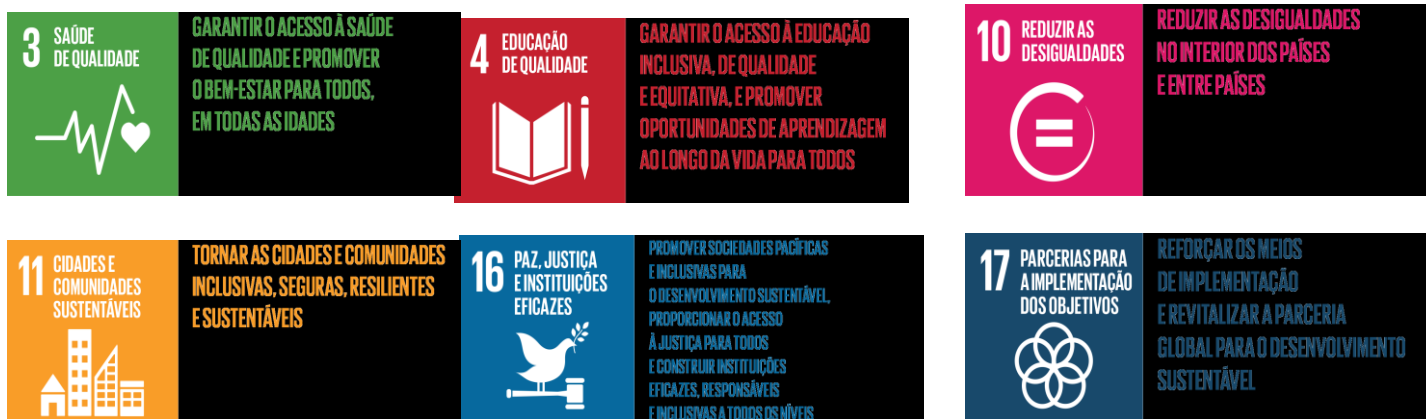 3 SAÚDE
DE QUALIDADE
GARANTIR O ACESSO À SAÚDE
DE QUALIDADE E PROMOVER
O BEM-ESTAR PARA TODOS,
EM TODAS AS IDADES
4 EDUCAÇÃO
DE QUALIDADE
GARANTIR O ACESSO À EDUCAÇÃO
INCLUSIVA, DE QUALIDADE
E EQUITATIVA, E PROMOVER
OPORTUNIDADES DE APRENDIZAGEM
AO LONGO DA VIDA PARA TODOS
10 REDUZIR AS
DESIGUALDADES
REDUZIR AS DESIGUALDADES
NO INTERIOR DOS PAÍSES
E ENTRE PAÍSES
11 CIDADES E
COMUNIDADES
SUSTENTÁVEIS
TORNAR AS CIDADES E COMUNIDADES
INCLUSIVAS, SEGURAS, RESILIENTES
E SUSTENTÁVEIS
16 PAZ, JUSTIÇA
E INSTITUIÇÕES
EFICAZES
PROMOVER SOCIEDADES PACÍFICAS
E INCLUSIVAS PARA
O DESENVOLVIMENTO SUSTENTÁVEL,
PROPORCIONAR O ACESSO
À JUSTIÇA PARA TODOS
E CONSTRUIR INSTITUIÇÕES
EFICAZES, RESPONSÁVEIS
E INCLUSIVAS A TODOS OS NÍVEIS
17 PARCERIAS PARA
A IMPLEMENTAÇÃO
DOS OBJETIVOS
REFORÇAR OS MEIOS
DE IMPLEMENTAÇÃO
E REVITALIZAR A PARCERIA
GLOBAL PARA O DESENVOLVIMENTO
SUSTENTÁVEL